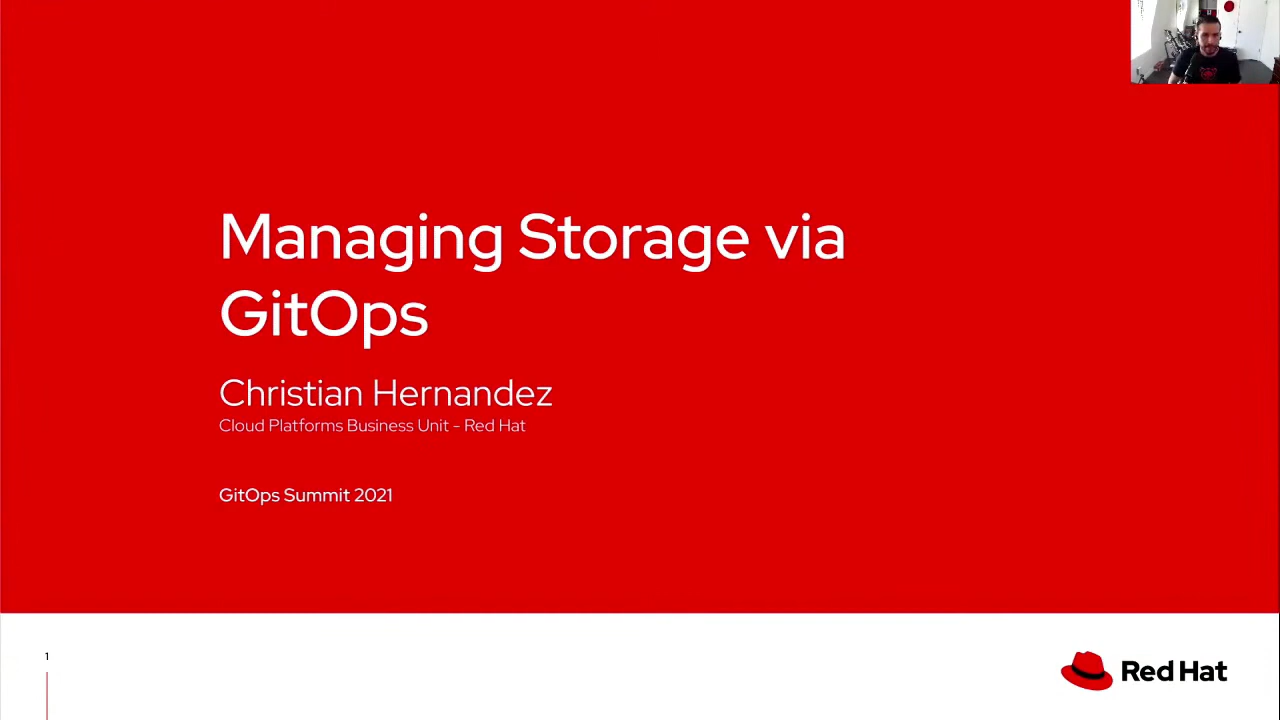 Managing Storage via
GitOps
Christian Hernandez
Cloud Platforms Business Unit - Red Hat
GitOps Summit 2021
1
Red Hat